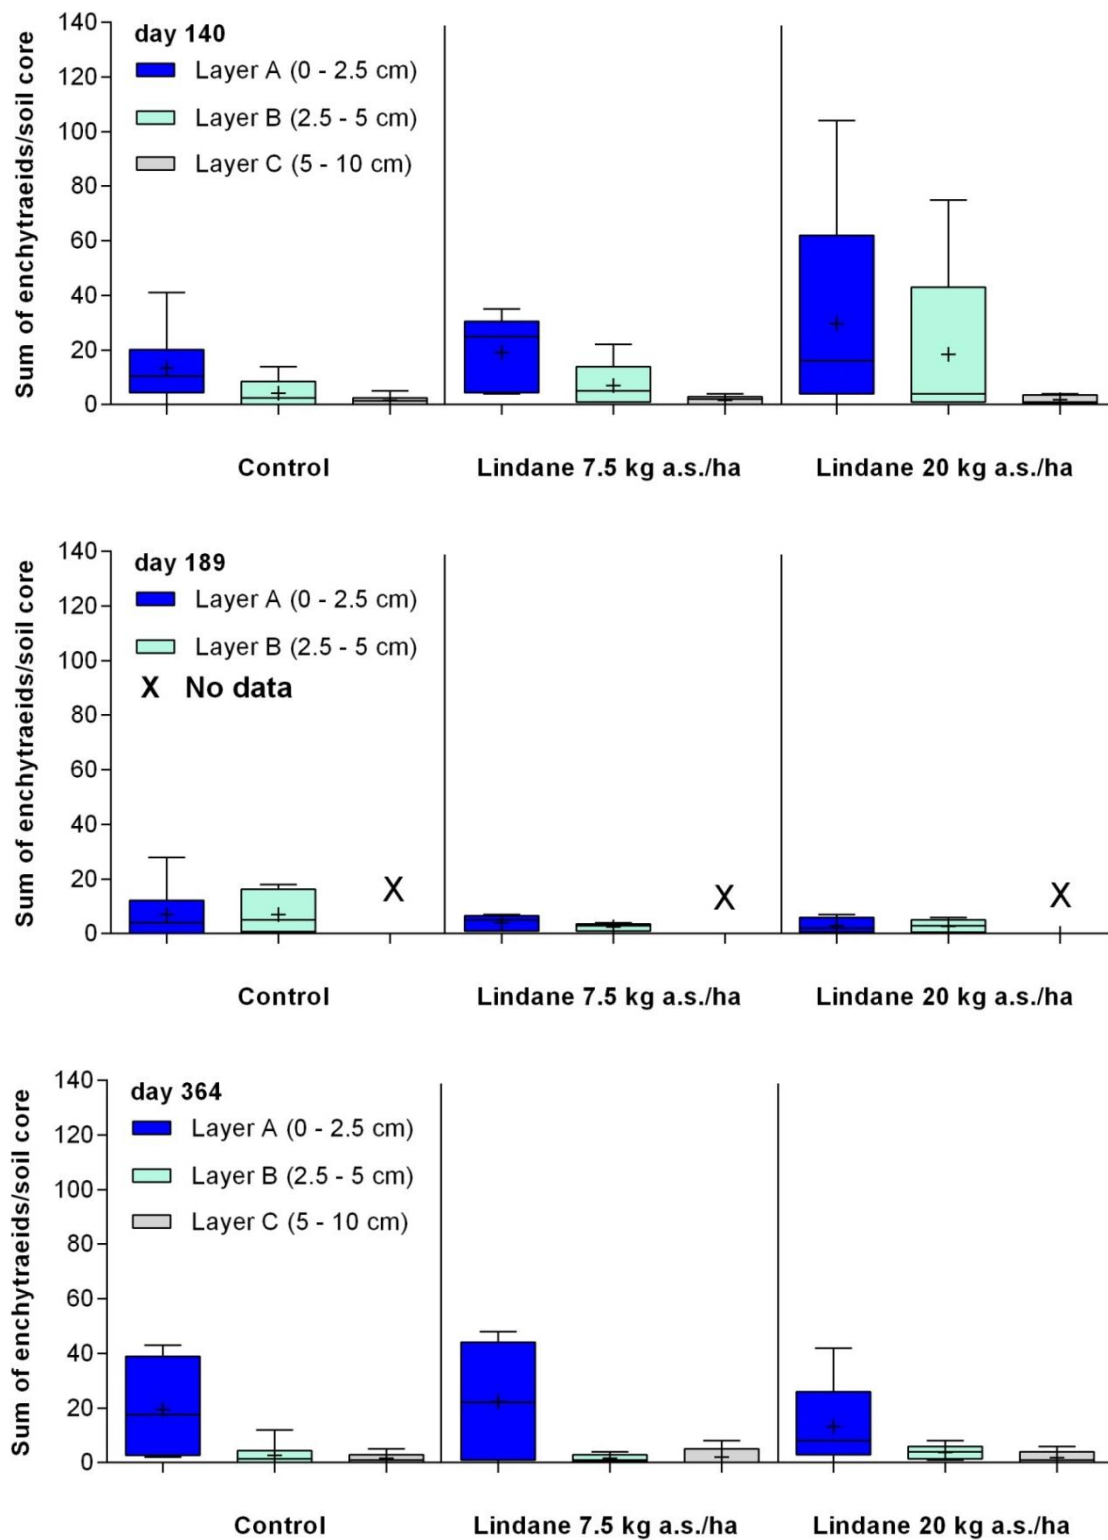 Sum of enchytraeids/soil core
140
120
100
80
60
40
20
0
day 140
Layer A (0 - 2.5 cm)
Layer B (2.5 - 5 cm)
Layer C (5 - 10 cm)
Control
Lindane 7.5 kg a.s./ha
Lindane 20 kg a.s./ha
Sum of enchytraeids/soil core
140
120
100
80
60
40
20
0
day 189
Layer A (0 - 2.5 cm)
Layer B (2.5 - 5 cm)
X No data
X
X
X
Control
Lindane 7.5 kg a.s./ha
Lindane 20 kg a.s./ha
Sum of enchytraeids/soil core
140
120
100
80
60
40
20
0
day 364
Layer A (0 - 2.5 cm)
Layer B (2.5 - 5 cm)
Layer C (5 - 10 cm)
Control
Lindane 7.5 kg a.s./ha
Lindane 20 kg a.s./ha